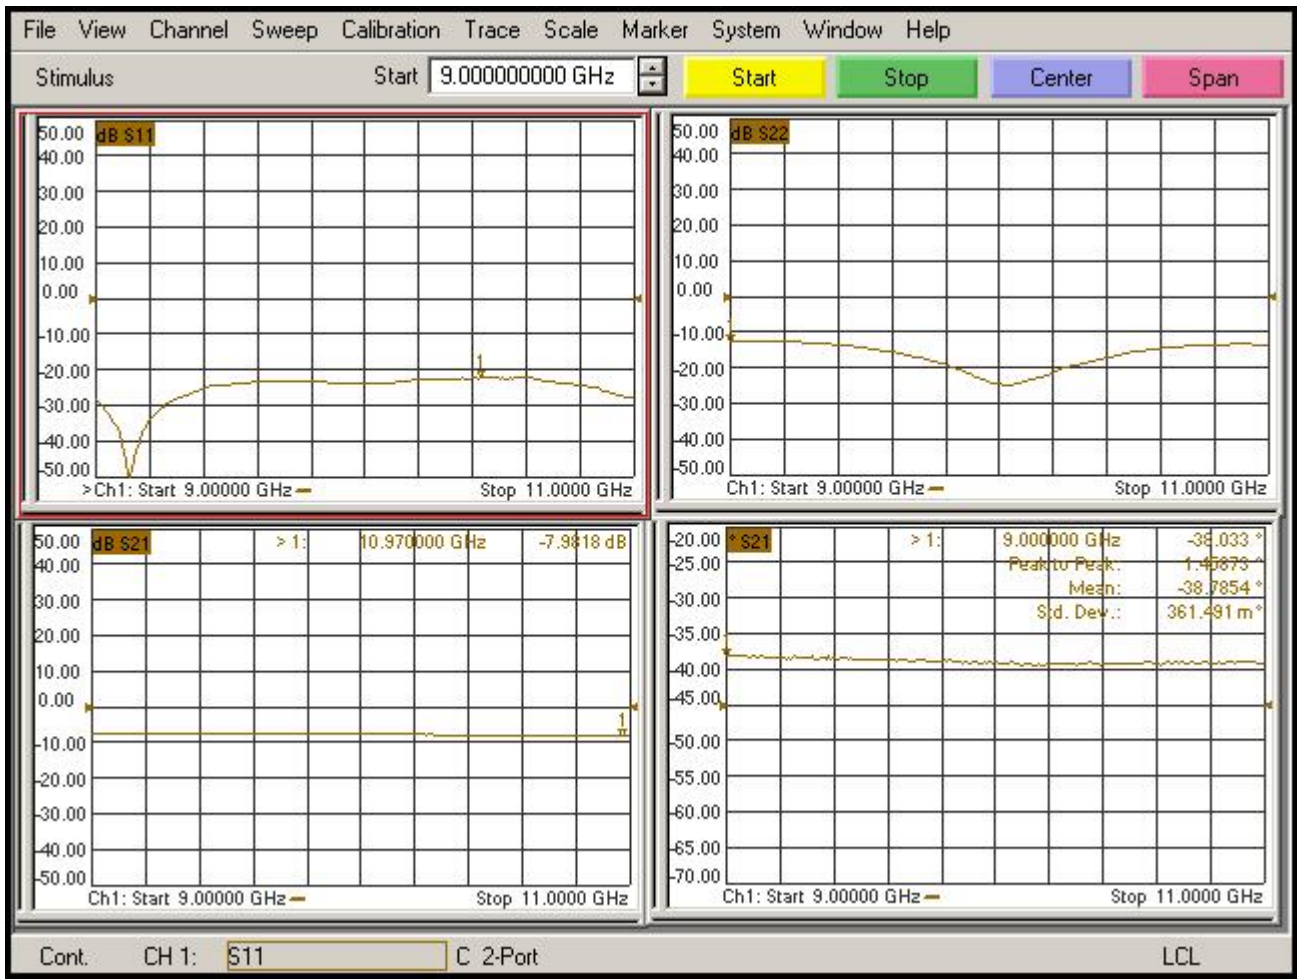 File View Channel Sweep Calibration Trace Scale Marker System Window Help
Stimulus Start 9.000000000 GHz Start Stop Center Span
50.00 dB S11
40.00
30.00
20.00
10.00
0.00
-10.00
-20.00 1
-30.00
-40.00
-50.00
>Ch1: Start 9.00000 GHz Stop 11.0000 GHz
50.00 dB S22
40.00
30.00
20.00
10.00
0.00
-10.00
-20.00
-30.00
-40.00
-50.00
Ch1: Start 9.00000 GHz Stop 11.0000 GHz
50.00 dB S21 > 1: 10.970000 GHz -7.9818 dB
40.00
30.00
20.00
10.00
0.00 1
-10.00
-20.00
-30.00
-40.00
-50.00
Ch1: Start 9.00000 GHz Stop 11.0000 GHz
-20.00 ° S21 > 1: 9.000000 GHz -38.033 °
-25.00 Peak to Peak: 1.45873 °
-30.00 Mean: -38.7854 °
Std. Dev.: 361.491 m°
-35.00
-40.00
-45.00
-50.00
-55.00
-60.00
-65.00
-70.00
Ch1: Start 9.00000 GHz Stop 11.0000 GHz
Cont. CH 1: S11 C 2-Port LCL